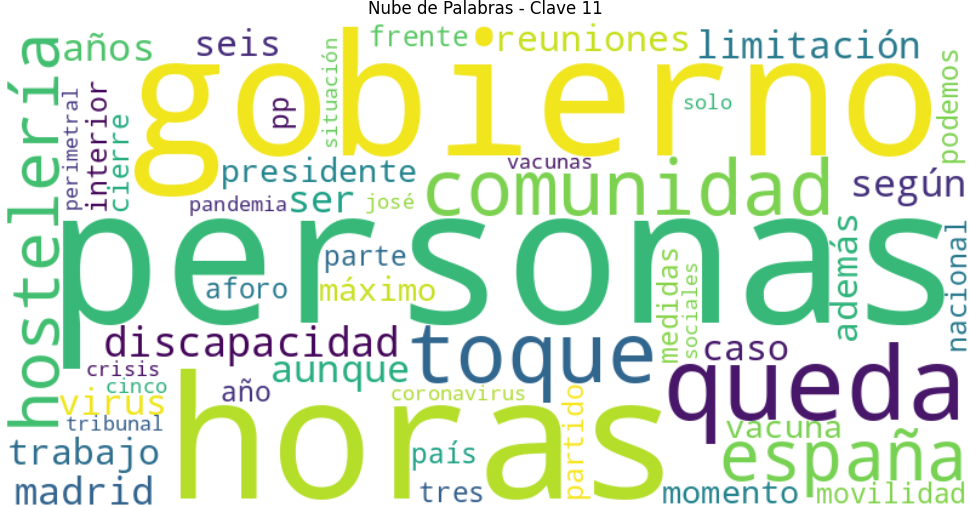 Nube de Palabras - Clave 11
hostelería
años
seis
frente
reuniones
limitación
gobierno
situación
pp
solo
podemos
perimetral
interior
cierre
presidente
vacunas
comunidad
según
pandemia
ser
josé
personas
parte
aforo
máximo
medidas
sociales
además
nacional
discapacidad
toque
caso
queda
crisis
aunque
cinco
año
coronavirus
virus
horas
partido
tribunal
vacuna
trabajo
país
españa
madrid
tres
momento
movilidad